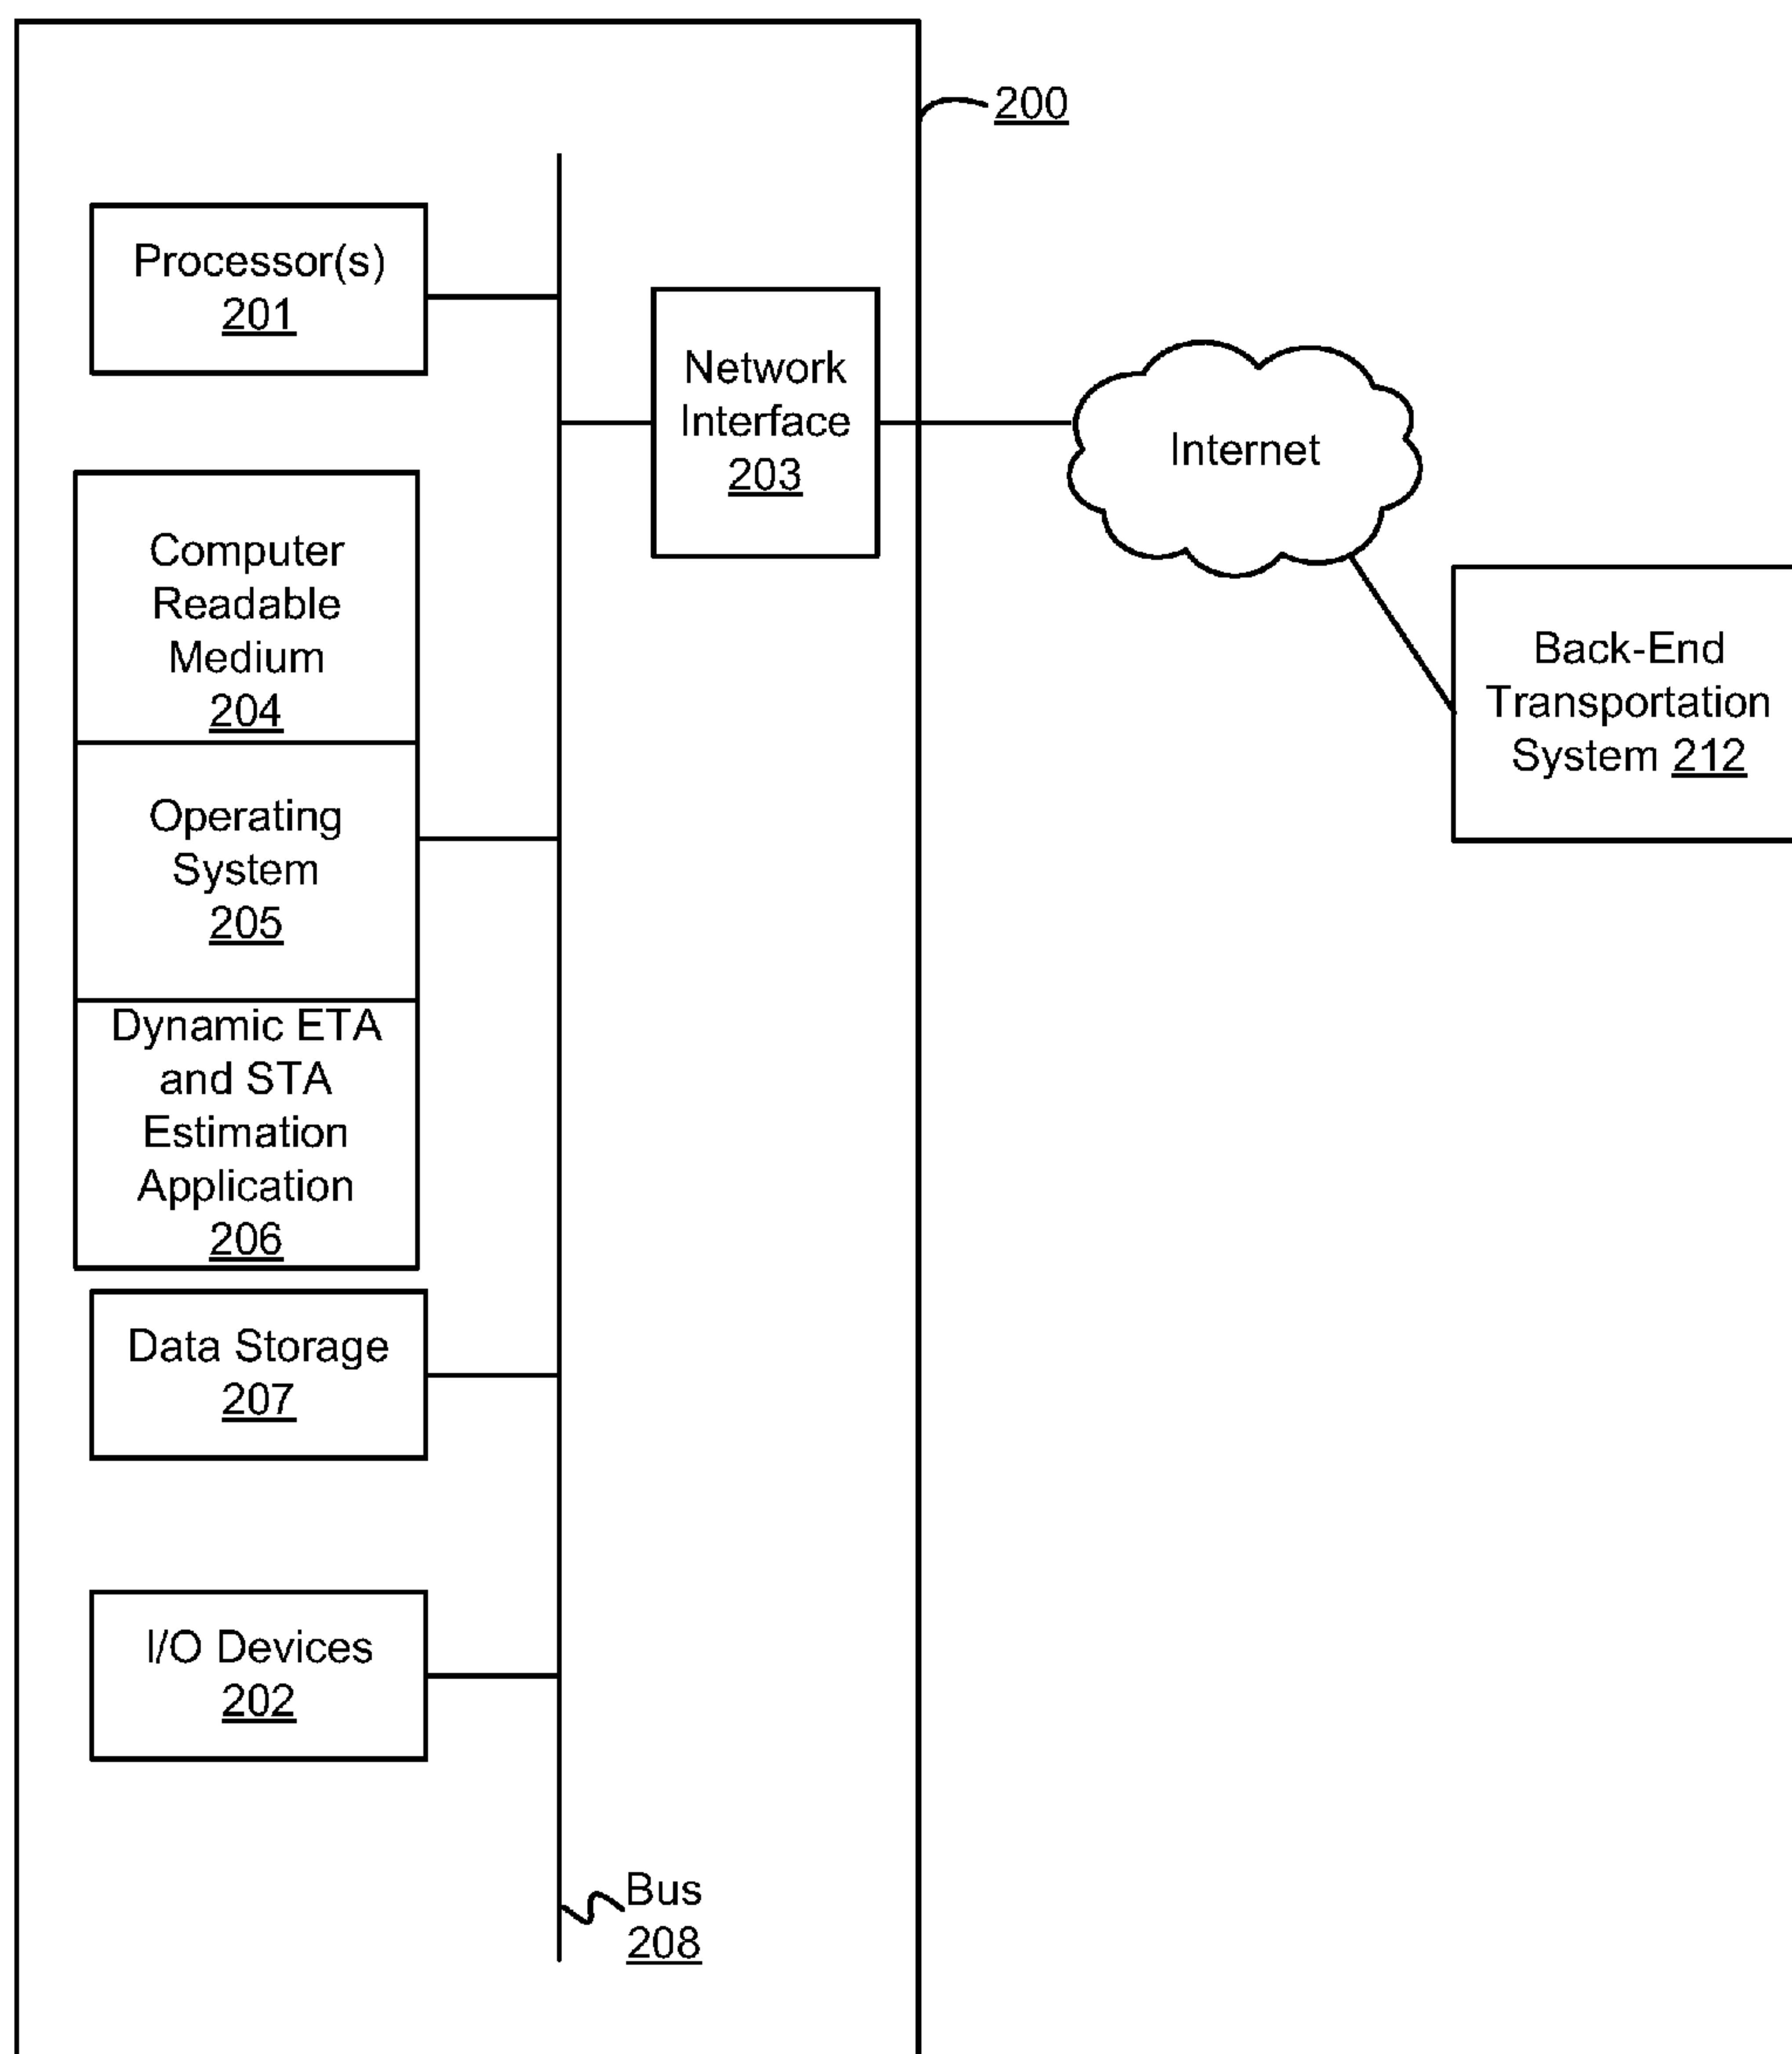 200
Processor(s)
201
Network
Interface
203
Internet
Computer
Readable
Medium
204
Back-End
Transportation
System 212
Operating
System
205
Dynamic ETA
and STA
Estimation
Application
206
Data Storage
207
I/O Devices
202
Bus
208